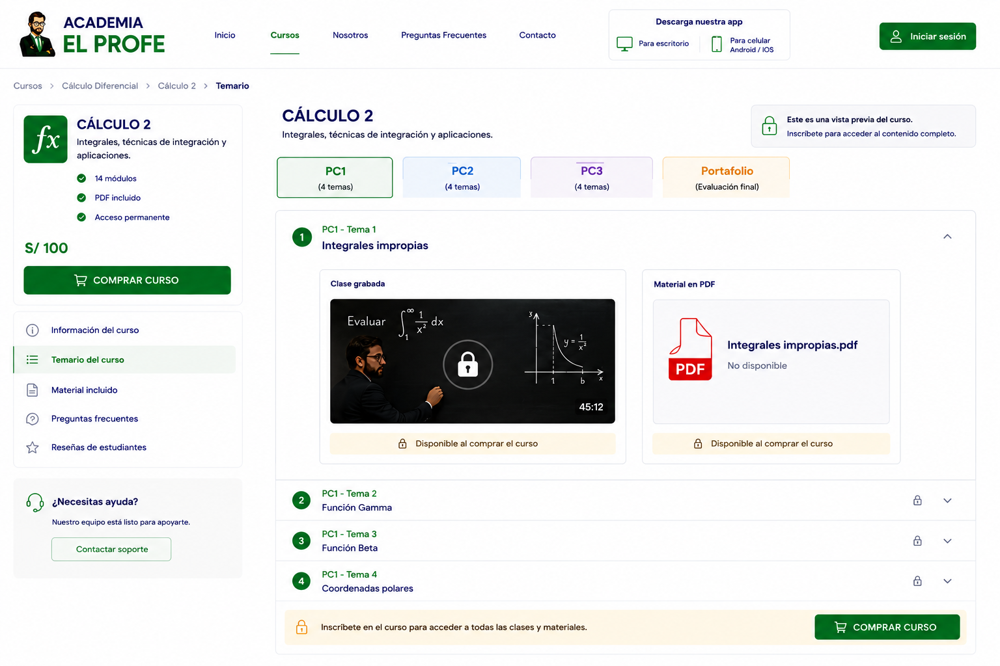 ACADEMIA
EL PROFE
Inicio
Cursos
Nosotros
Preguntas Frecuentes
Contacto
Descarga nuestra app
Para escritorio
Para celular
Android / IOS
Iniciar sesión
Cursos > Cálculo Diferencial > Cálculo 2 > Temario
fx
CÁLCULO 2
Integrales, técnicas de integración y
aplicaciones.
14 módulos
PDF incluido
Acceso permanente
S/ 100
COMPRAR CURSO
Información del curso
Temario del curso
Material incluido
Preguntas frecuentes
Reseñas de estudiantes
¿Necesitas ayuda?
Nuestro equipo está listo para apoyarte.
Contactar soporte
CÁLCULO 2
Integrales, técnicas de integración y aplicaciones.
Este es una vista previa del curso.
Inscríbete para acceder al contenido completo.
PC1
(4 temas)
PC2
(4 temas)
PC3
(4 temas)
Portafolio
(Evaluación final)
1
PC1 - Tema 1
Integrales impropias
Clase grabada
Evaluar ∫₁^∞ 1/x² dx
y
y = 1/x²
1
b
x
45:12
Disponible al comprar el curso
Material en PDF
PDF
Integrales impropias.pdf
No disponible
Disponible al comprar el curso
2
PC1 - Tema 2
Función Gamma
3
PC1 - Tema 3
Función Beta
4
PC1 - Tema 4
Coordenadas polares
Inscríbete en el curso para acceder a todas las clases y materiales.
COMPRAR CURSO